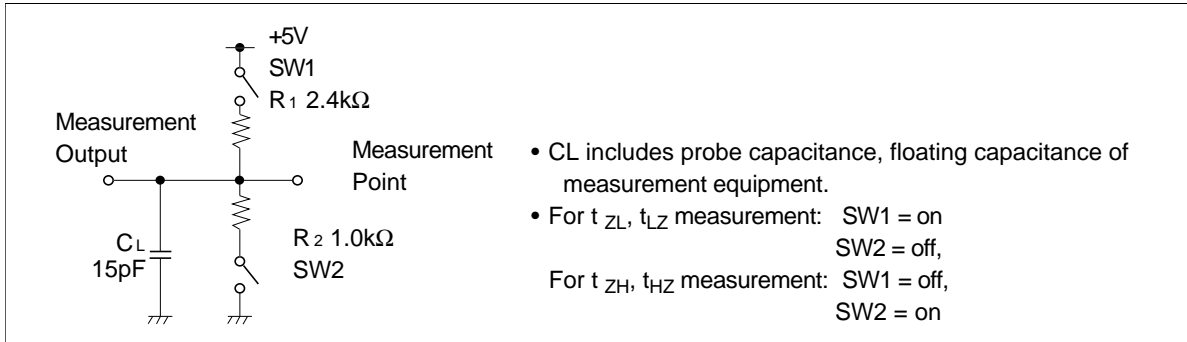 +5V
SW1
R1 2.4kΩ
Measurement
Output
Measurement
Point
CL
15pF
R2 1.0kΩ
SW2
• CL includes probe capacitance, floating capacitance of
measurement equipment.
• For t ZL, tLZ measurement: SW1 = on
SW2 = off,
For t ZH, tHZ measurement: SW1 = off,
SW2 = on